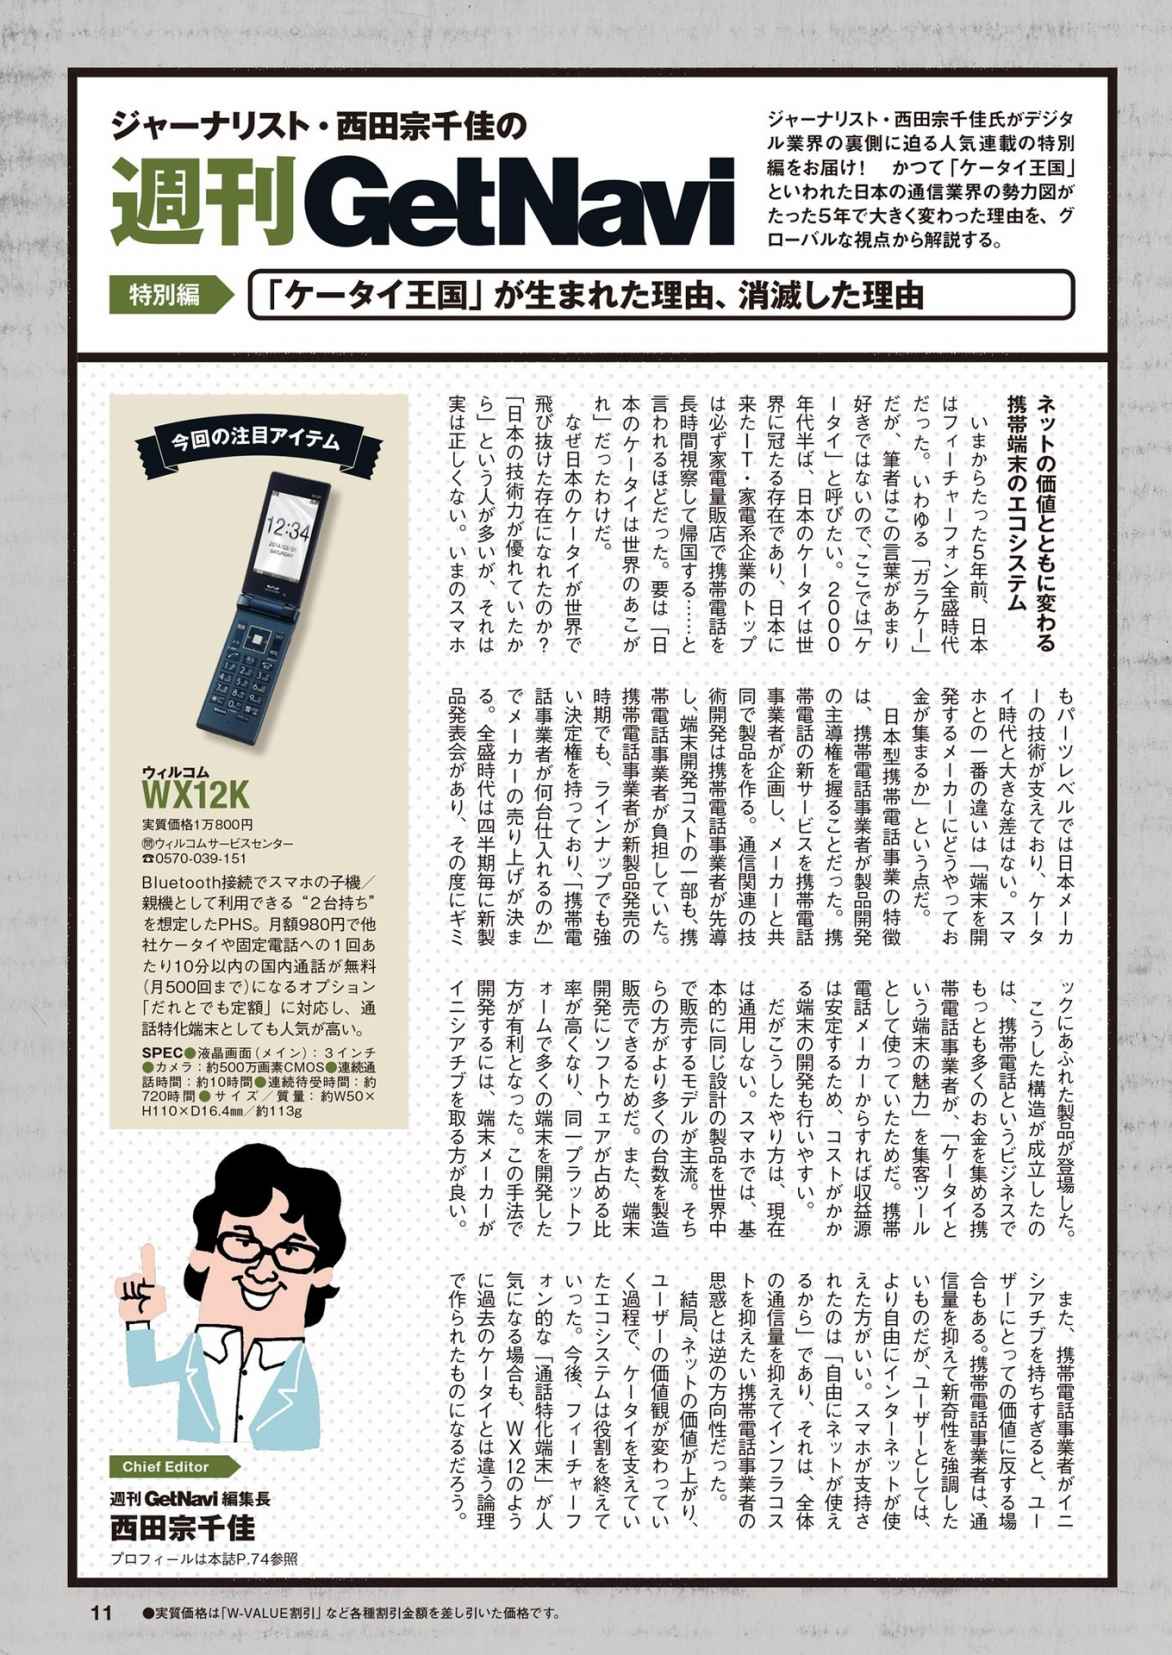 ジャーナリスト・西田宗千佳の
週刊GetNavi
ジャーナリスト・西田宗千佳氏がデジタ
ル業界の裏側に迫る人気連載の特別
編をお届け！ かつて「ケータイ王国」
といわれた日本の通信業界の勢力図が
たった5年で大きく変わった理由を、グ
ローバルな視点から解説する。
特別編
「ケータイ王国」が生まれた理由、消滅した理由
ネットの価値とともに変わる
携帯端末のエコシステム
いまからたった5年前、日本
はフィーチャーフォン全盛時代
だった。いわゆる「ガラケー」
だが、筆者はこの言葉があまり
好きではないので、ここでは「ケ
ータイ」と呼びたい。2000
年代半ば、日本のケータイは世
界に冠たる存在であり、日本に
来たIT・家電系企業のトップ
は必ず家電量販店で携帯電話を
長時間視察して帰国する……と
言われるほどだった。要は「日
本のケータイは世界のあこが
れ」だったわけだ。
なぜ日本のケータイが世界で
飛び抜けた存在になれたのか？
「日本の技術力が優れていたか
ら」という人が多いが、それは
実は正しくない。いまのスマホ
もパーツレベルでは日本メーカ
ーの技術が支えており、ケータ
イ時代と大きな差はない。スマ
ホとの一番の違いは「端末を開
発するメーカーにどうやってお
金が集まるか」という点だ。
日本型携帯電話事業の特徴
は、携帯電話事業者が製品開発
の主導権を握ることだった。携
帯電話の新サービスを携帯電話
事業者が企画し、メーカーと共
同で製品を作る。通信関連の技
術開発は携帯電話事業者が先導
し、端末開発コストの一部も、携
帯電話事業者が負担していた。
携帯電話事業者が新製品発売の
時期でも、ラインナップでも強
い決定権を持っており、「携帯電
話事業者が何台仕入れるのか」
でメーカーの売り上げが決ま
る。全盛時代は四半期毎に新製
品発表会があり、その度にギミ
ックにあふれた製品が登場した。
こうした構造が成立したの
は、携帯電話というビジネスで
もっとも多くのお金を集める携
帯電話事業者が、「ケータイと
いう端末の魅力」を集客ツール
として使っていたためだ。携帯
電話メーカーからすれば収益源
は安定するため、コストがかか
る端末の開発も行いやすい。
だがこうしたやり方は、現在
は通用しない。スマホでは、基
本的に同じ設計の製品を世界中
で販売するモデルが主流。そち
らの方がより多くの台数を製造
販売できるためだ。また、端末
開発にソフトウェアが占める比
率が高くなり、同一プラットフ
ォームで多くの端末を開発した
方が有利となった。この手法で
開発するには、端末メーカーが
イニシアチブを取る方が良い。
また、携帯電話事業者がイニ
シアチブを持ちすぎると、ユー
ザーにとっての価値に反する場
合もある。携帯電話事業者は、通
信量を抑えて新奇性を強調した
いものだが、ユーザーとしては、
より自由にインターネットが使
えた方がいい。スマホが支持さ
れたのは「自由にネットが使え
るから」であり、それは、全体
の通信量を抑えてインフラコス
トを抑えたい携帯電話事業者の
思惑とは逆の方向性だった。
結局、ネットの価値が上がり、
ユーザーの価値観が変わってい
く過程で、ケータイを支えてい
たエコシステムは役割を終えて
いった。今後、フィーチャーフ
ォン的な「通話特化端末」が人
気になる場合も、WX12のよう
に過去のケータイとは違う論理
で作られたものになるだろう。
今回の注目アイテム
12:34
ウィルコム
WX12K
実質価格1万800円
㉄ウィルコムサービスセンター
☎0570-039-151
Bluetooth接続でスマホの子機／
親機として利用できる“2台持ち”
を想定したPHS。月額980円で他
社ケータイや固定電話への1回あ
たり10分以内の国内通話が無料
（月500回まで）になるオプション
「だれとでも定額」に対応し、通
話特化端末としても人気が高い。
SPEC●液晶画面（メイン）：3インチ
●カメラ：約500万画素CMOS●連続通
話時間：約10時間●連続待受時間：約
720時間●サイズ／質量：約W50×
H110×D16.4㎜／約113g
Chief Editor
週刊GetNavi編集長
西田宗千佳
プロフィールは本誌P.74参照
11
●実質価格は「W-VALUE割引」など各種割引金額を差し引いた価格です。